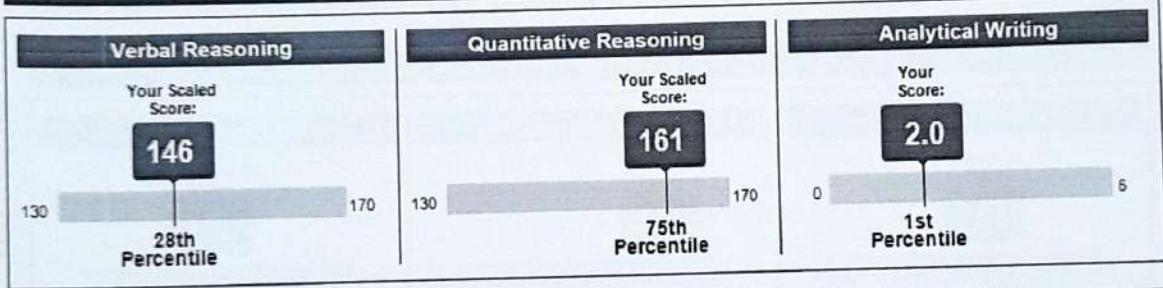 Verbal Reasoning
Your Scaled
Score:
146
130
170
28th
Percentile
Quantitative Reasoning
Your Scaled
Score:
161
130
170
75th
Percentile
Analytical Writing
Your
Score:
2.0
0
6
1st
Percentile